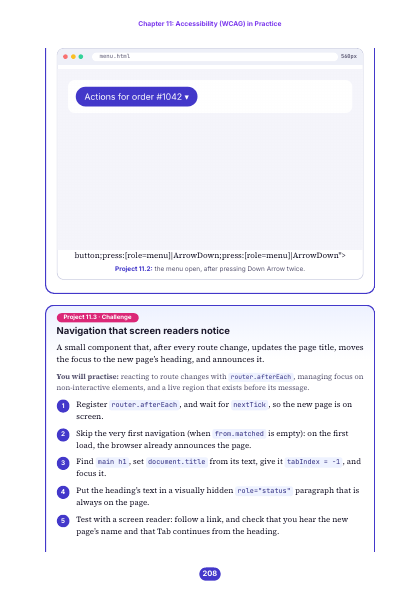 Chapter 11: Accessibility (WCAG) in Practice
menu.html
560px
Actions for order #1042 ▾
button;press:[role=menu]|ArrowDown;press:[role=menu]|ArrowDown">
Project 11.2: the menu open, after pressing Down Arrow twice.
Project 11.3 · Challenge
Navigation that screen readers notice
A small component that, after every route change, updates the page title, moves
the focus to the new page's heading, and announces it.
You will practise: reacting to route changes with router.afterEach, managing focus on
non-interactive elements, and a live region that exists before its message.
1 Register router.afterEach, and wait for nextTick, so the new page is on
screen.
2 Skip the very first navigation (when from.matched is empty): on the first
load, the browser already announces the page.
3 Find main h1, set document.title from its text, give it tabIndex = -1, and
focus it.
4 Put the heading's text in a visually hidden role="status" paragraph that is
always on the page.
5 Test with a screen reader: follow a link, and check that you hear the new
page's name and that Tab continues from the heading.
208